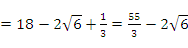 = 18 − 2√6 + 1/3 = 55/3 − 2√6